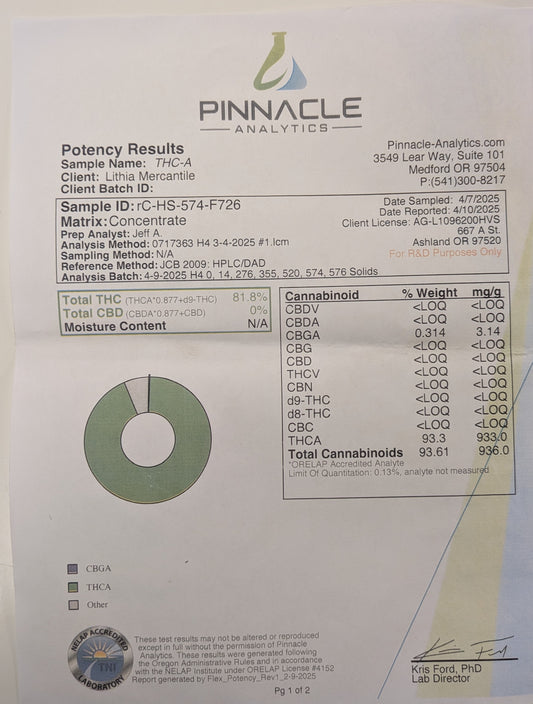 PINNACLE
ANALYTICS
Potency Results
Sample Name: THC-A
Client: Lithia Mercantile
Client Batch ID:
Pinnacle-Analytics.com
3549 Lear Way, Suite 101
Medford OR 97504
P:(541)300-8217
Sample ID: rC-HS-574-F726
Matrix: Concentrate
Prep Analyst: Jeff A.
Analysis Method: 0717363 H4 3-4-2025 #1.lcm
Sampling Method: N/A
Reference Method: JCB 2009: HPLC/DAD
Analysis Batch: 4-9-2025 H4 0, 14, 276, 355, 520, 574, 576 Solids
Date Sampled: 4/7/2025
Date Reported: 4/10/2025
Client License: AG-L1096200HVS
667 A St.
Ashland OR 97520
For R&D Purposes Only
Total THC (THCA*0.877+d9-THC) 81.8%
Total CBD (CBDA*0.877+CBD) 0%
Moisture Content N/A
Cannabinoid % Weight mg/g
CBDV <LOQ <LOQ
CBDA <LOQ <LOQ
CBGA 0.314 3.14
CBG <LOQ <LOQ
CBD <LOQ <LOQ
THCV <LOQ <LOQ
CBN <LOQ <LOQ
d9-THC <LOQ <LOQ
d8-THC <LOQ <LOQ
CBC <LOQ <LOQ
THCA 93.3 933.0
Total Cannabinoids 93.61 936.0
*ORELAP Accredited Analyte
Limit Of Quantitation: 0.13%, analyte not measured
CBGA
THCA
Other
NELAP ACCREDITED
TNI
LABORATORY
These test results may not be altered or reproduced
except in full without the permission of Pinnacle
Analytics. These results were generated following
the Oregon Administrative Rules and in accordance
with the NELAP Institute under ORELAP License #4152
Report generated by Flex_Potency_Rev1_2-9-2025
Pg 1 of 2
Kris Ford, PhD
Lab Director